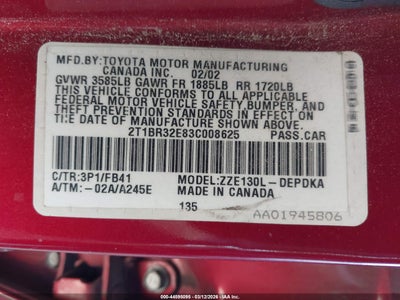 MFD.BY:TOYOTA MOTOR MANUFACTURING
CANADA INC. 02/02
GVWR 3585LB GAWR FR 1885LB RR 1720LB
THIS VEHICLE CONFORMS TO ALL APPLICABLE
FEDERAL MOTOR VEHICLE SAFETY,BUMPER, AND
THEFT PREVENTION STANDARDS IN EFFECT ON
THE DATE OF MANUFACTURE SHOWN ABOVE.
2T1BR32E83C008625 PASS.CAR
C/TR:3P1/FB41 MODEL:ZZE130L-DEPDKA
A/TM:-02A/A245E MADE IN CANADA
135 AA01945806
000-44595095 - 03/12/2026 - IAA